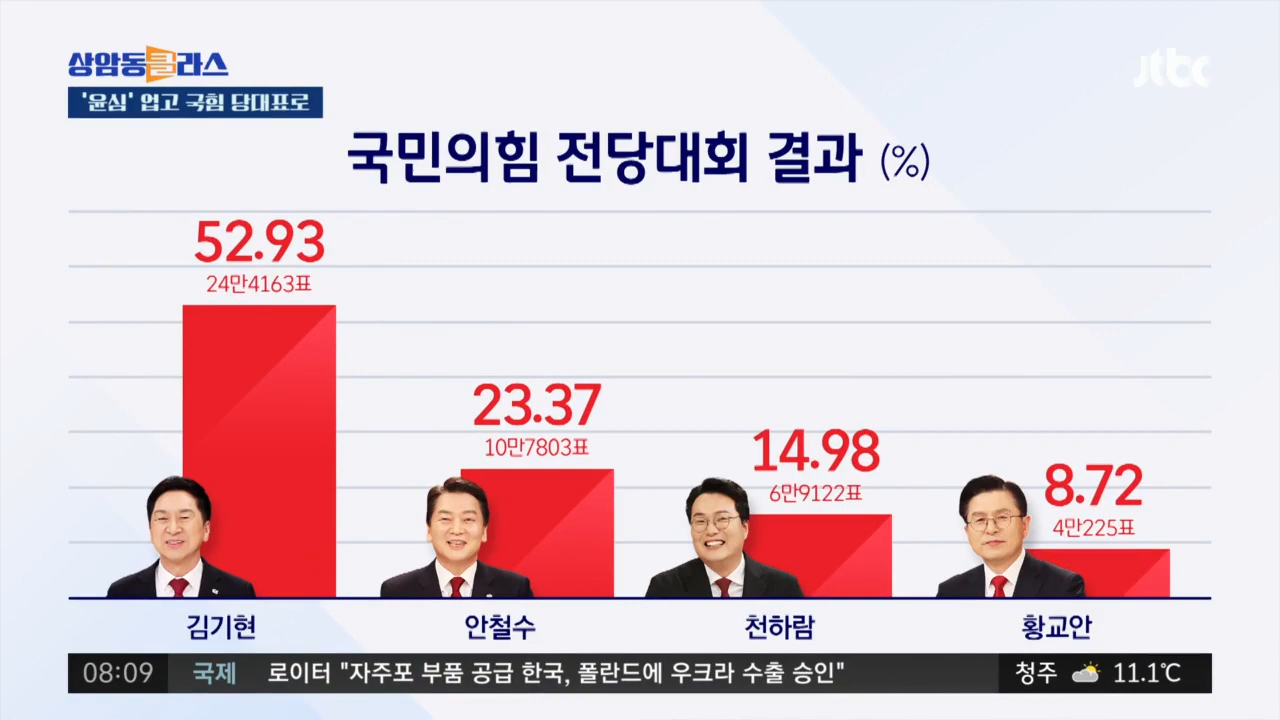 상암동클라스
jtbc
'윤심' 업고 국힘 당대표로
국민의힘 전당대회 결과 (%)
52.93
24만4163표
23.37
10만7803표
14.98
6만9122표
8.72
4만225표
김기현
안철수
천하람
황교안
08:09 국제 로이터 "자주포 부품 공급 한국, 폴란드에 우크라 수출 승인" 청주 11.1℃